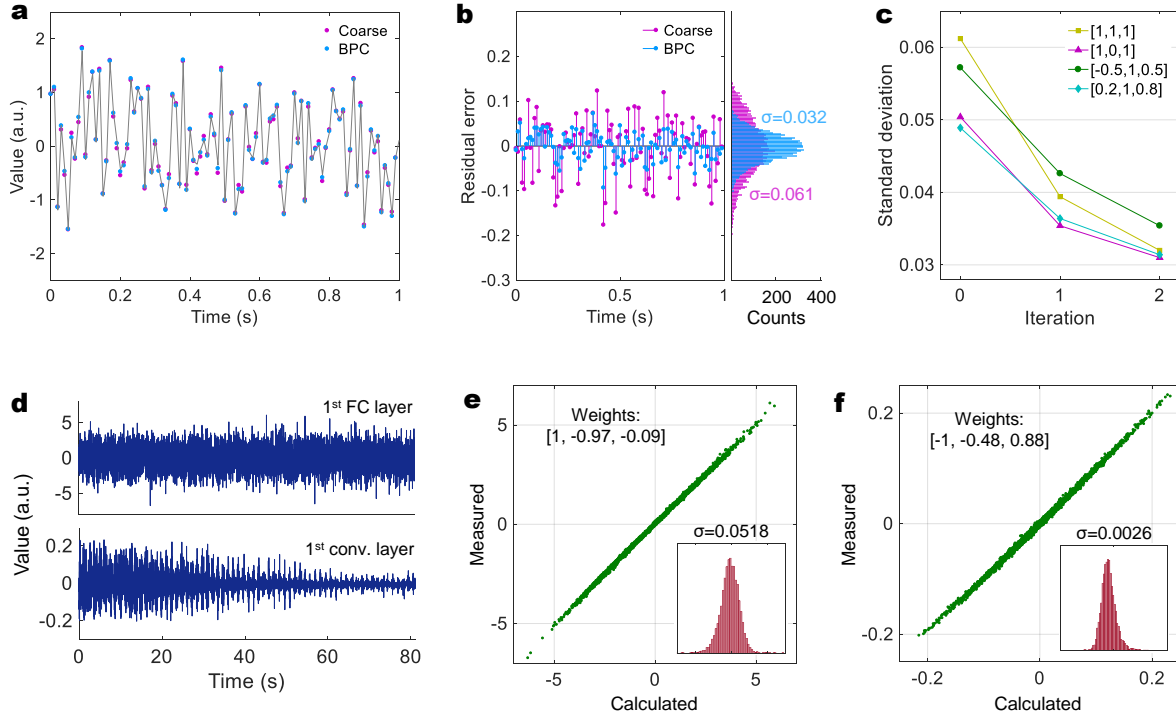 a
Coarse
BPC
Value (a.u.)
2
1
0
-1
-2
0
0.2
0.4
0.6
0.8
1
Time (s)
b
Coarse
BPC
Residual error
0.2
0.1
0
-0.1
-0.2
-0.3
0
0.5
1
Time (s)
σ=0.032
σ=0.061
200
400
Counts
c
[1,1,1]
[1,0,1]
[-0.5,1,0.5]
[0.2,1,0.8]
Standard deviation
0.06
0.05
0.04
0.03
0
1
2
Iteration
d
1st FC layer
5
0
-5
Value (a.u.)
1st conv. layer
0.2
0
-0.2
0
20
40
60
80
Time (s)
e
Weights:
[1, -0.97, -0.09]
Measured
5
0
-5
σ=0.0518
-5
0
5
Calculated
f
Weights:
[-1, -0.48, 0.88]
Measured
0.2
0
-0.2
σ=0.0026
-0.2
0
0.2
Calculated